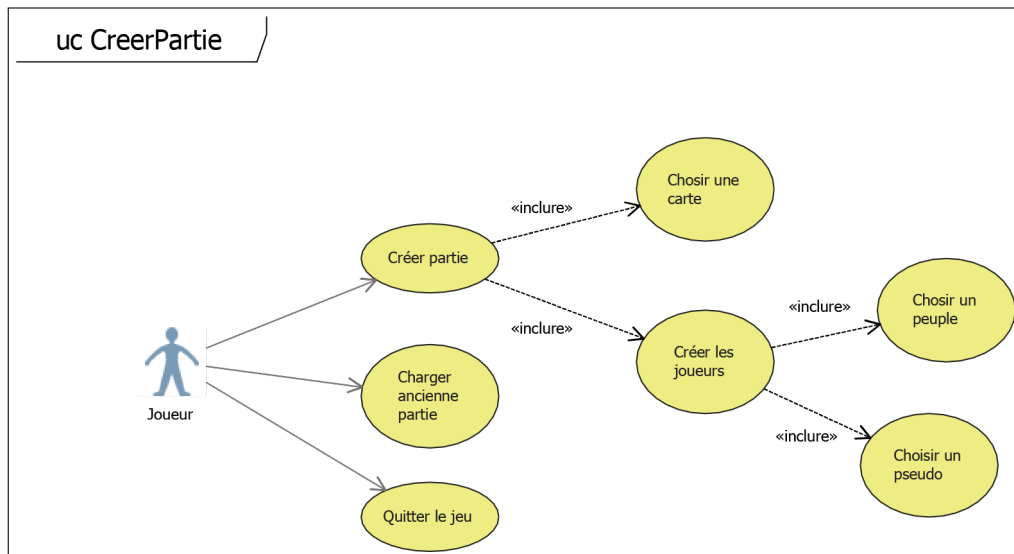 uc CreerPartie
Chosir une
carte
«inclure»
Créer partie
Chosir un
peuple
«inclure»
«inclure»
Créer les
joueurs
Charger
ancienne
partie
Joueur
«inclure»
Choisir un
pseudo
Quitter le jeu